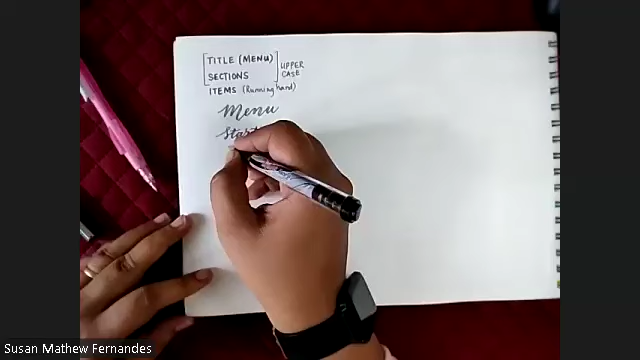 TITLE (MENU)
SECTIONS
UPPER
CASE
ITEMS (Running hand)
Menu
Susan Mathew Fernandes